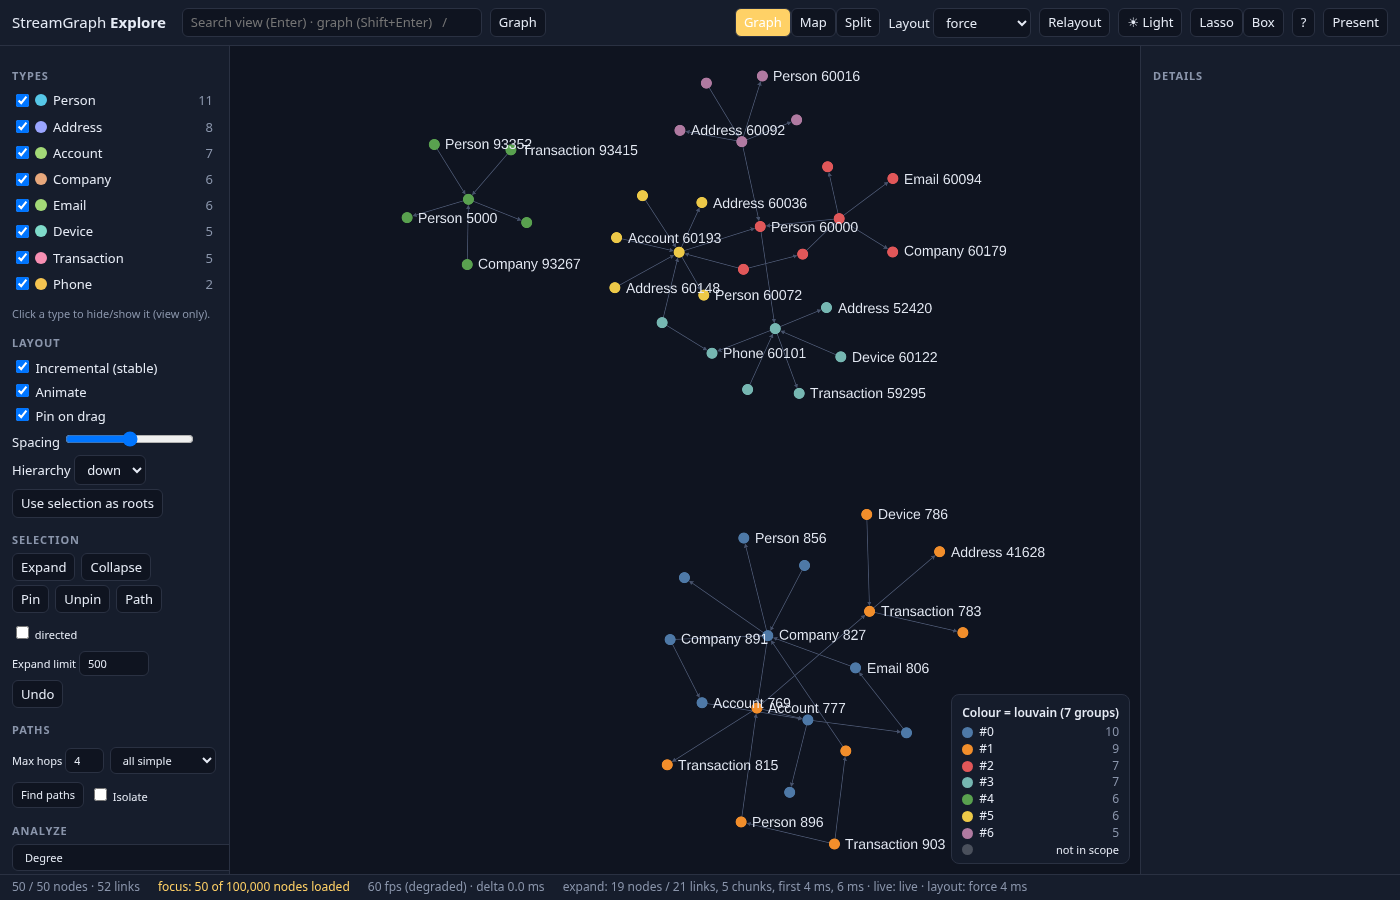 StreamGraph Explore
Search view (Enter) · graph (Shift+Enter) /
Graph
Graph Map Split Layout force Relayout ☀ Light Lasso Box ? Present
TYPES
Person 11
Address 8
Account 7
Company 6
Email 6
Device 5
Transaction 5
Phone 2
Click a type to hide/show it (view only).
LAYOUT
Incremental (stable)
Animate
Pin on drag
Spacing
Hierarchy down
Use selection as roots
SELECTION
Expand Collapse
Pin Unpin Path
directed
Expand limit 500
Undo
PATHS
Max hops 4 all simple
Find paths Isolate
ANALYZE
Degree
Person 60016
Address 60092
Person 93352
Transaction 93415
Email 60094
Address 60036
Person 5000
Person 60000
Account 60193
Company 60179
Company 93267
Address 60148
Person 60072
Address 52420
Phone 60101
Device 60122
Transaction 59295
Device 786
Person 856
Address 41628
Transaction 783
Company 891
Company 827
Email 806
Account 769
Account 777
Transaction 815
Person 896
Transaction 903
DETAILS
Colour = louvain (7 groups)
#0 10
#1 9
#2 7
#3 7
#4 6
#5 6
#6 5
not in scope
50 / 50 nodes · 52 links focus: 50 of 100,000 nodes loaded 60 fps (degraded) · delta 0.0 ms expand: 19 nodes / 21 links, 5 chunks, first 4 ms, 6 ms · live: live · layout: force 4 ms